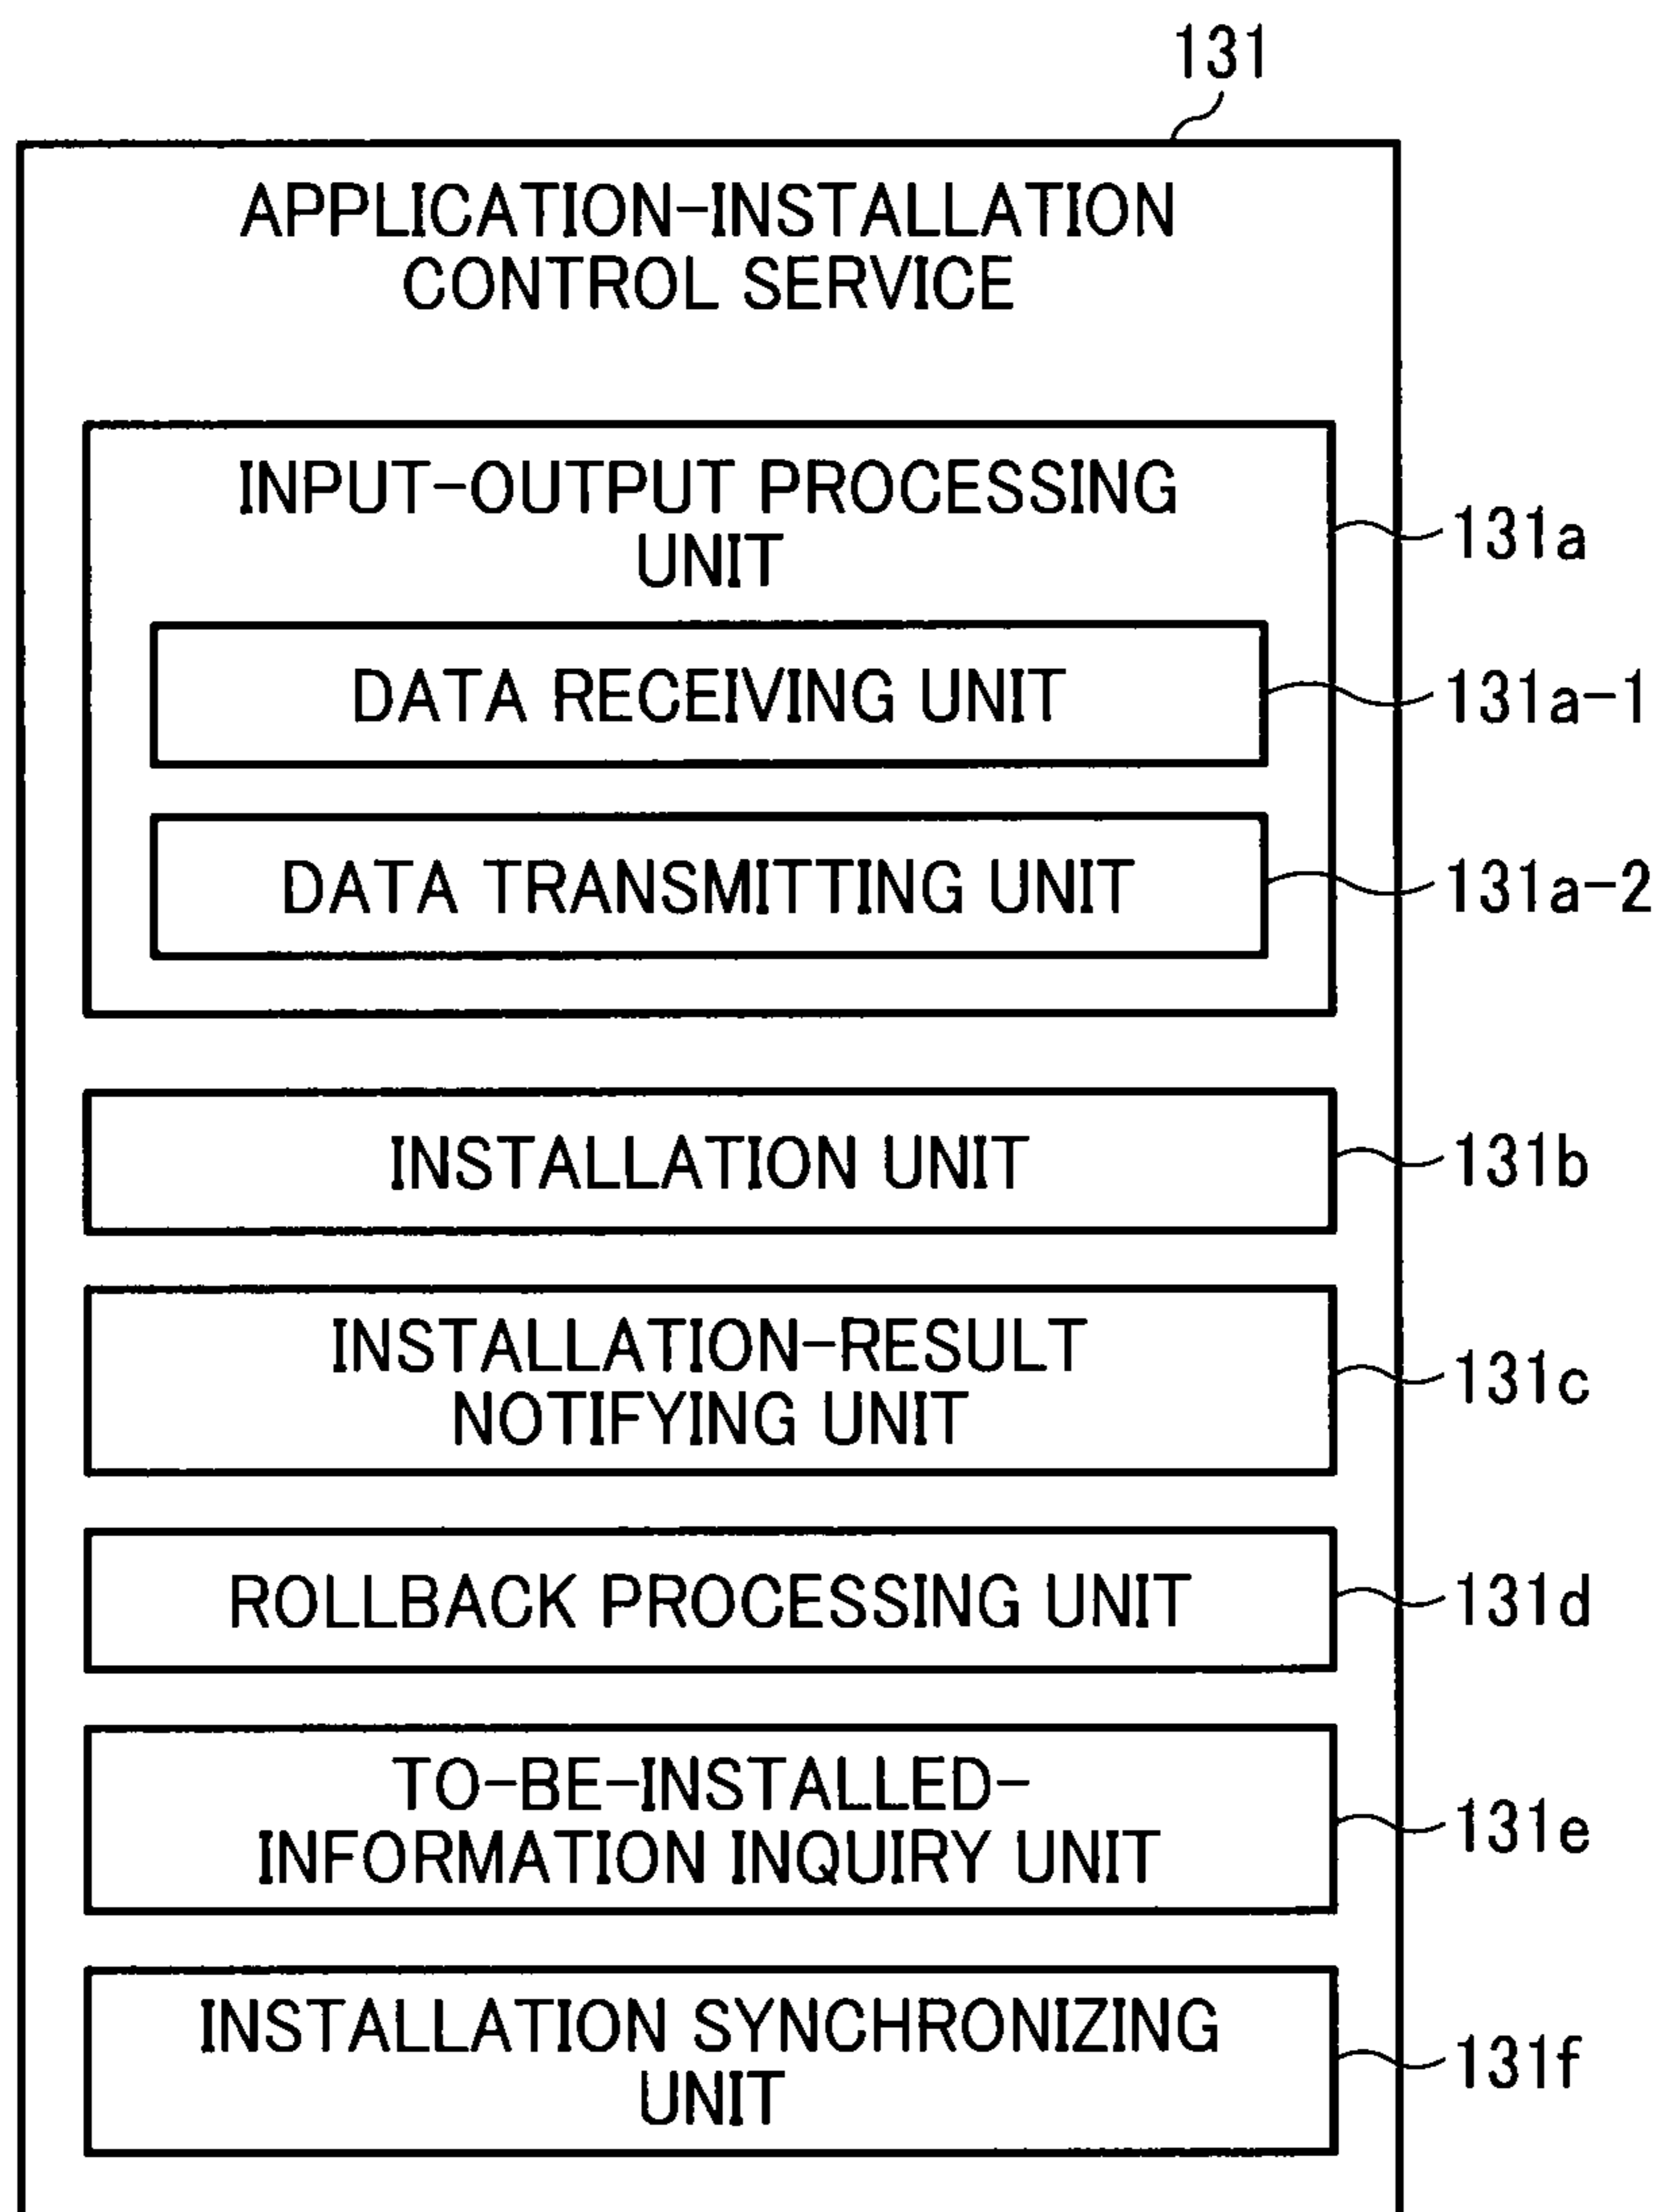 131
APPLICATION-INSTALLATION
CONTROL SERVICE
INPUT-OUTPUT PROCESSING
UNIT
131a
DATA RECEIVING UNIT
131a-1
DATA TRANSMITTING UNIT
131a-2
INSTALLATION UNIT
131b
INSTALLATION-RESULT
NOTIFYING UNIT
131c
ROLLBACK PROCESSING UNIT
131d
TO-BE-INSTALLED-
INFORMATION INQUIRY UNIT
131e
INSTALLATION SYNCHRONIZING
UNIT
131f